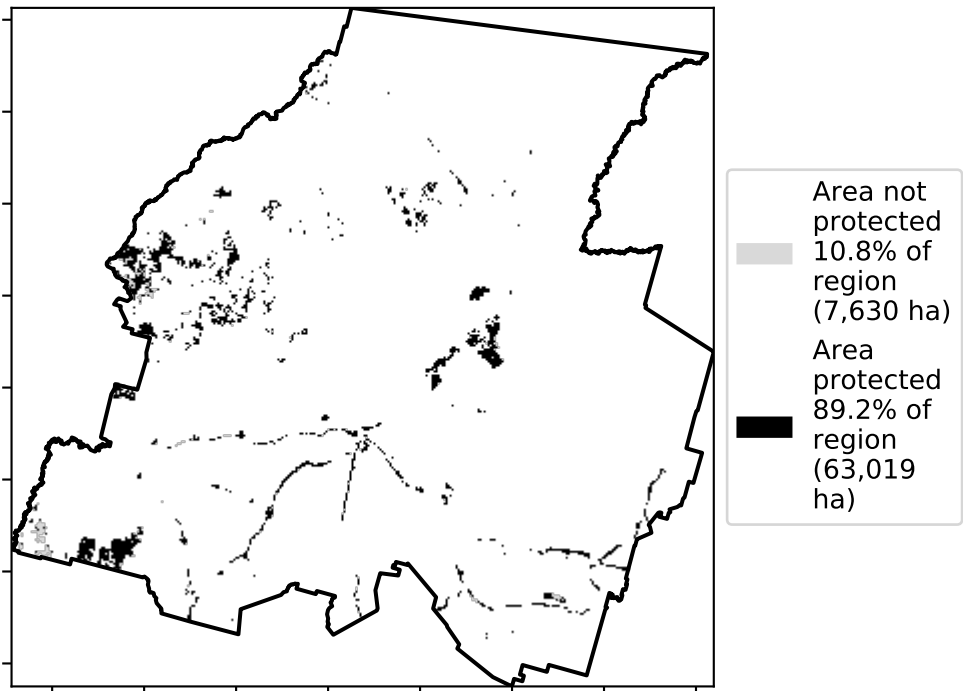 Area not
protected
10.8% of
region
(7,630 ha)
Area
protected
89.2% of
region
(63,019
ha)